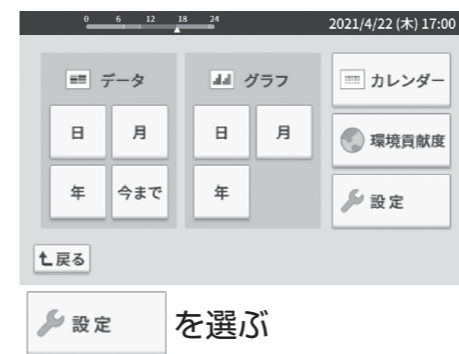 0 6 12 18 24
2021/4/22 (木) 17:00
データ
日 月
年 今まで
グラフ
日 月
年
カレンダー
環境貢献度
設定
戻る
設定 を選ぶ